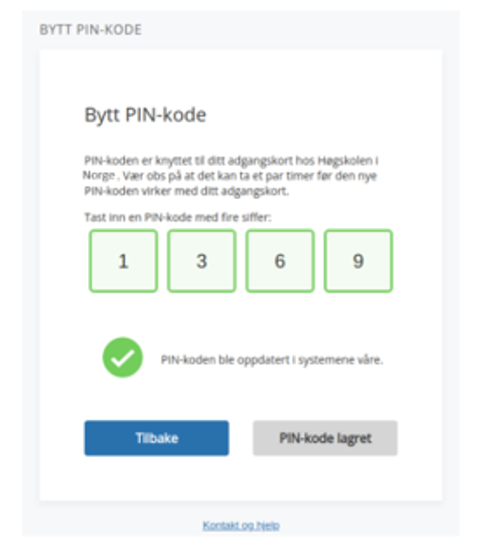 BYTT PIN-KODE
Bytt PIN-kode
PIN-koden er knyttet til ditt adgangskort hos Høgskolen i
Norge . Vær obs på at det kan ta et par timer før den nye
PIN-koden virker med ditt adgangskort.
Tast inn en PIN-kode med fire siffer:
1 3 6 9
PIN-koden ble oppdatert i systemene våre.
Tilbake PIN-kode lagret
Kontakt og hjelp